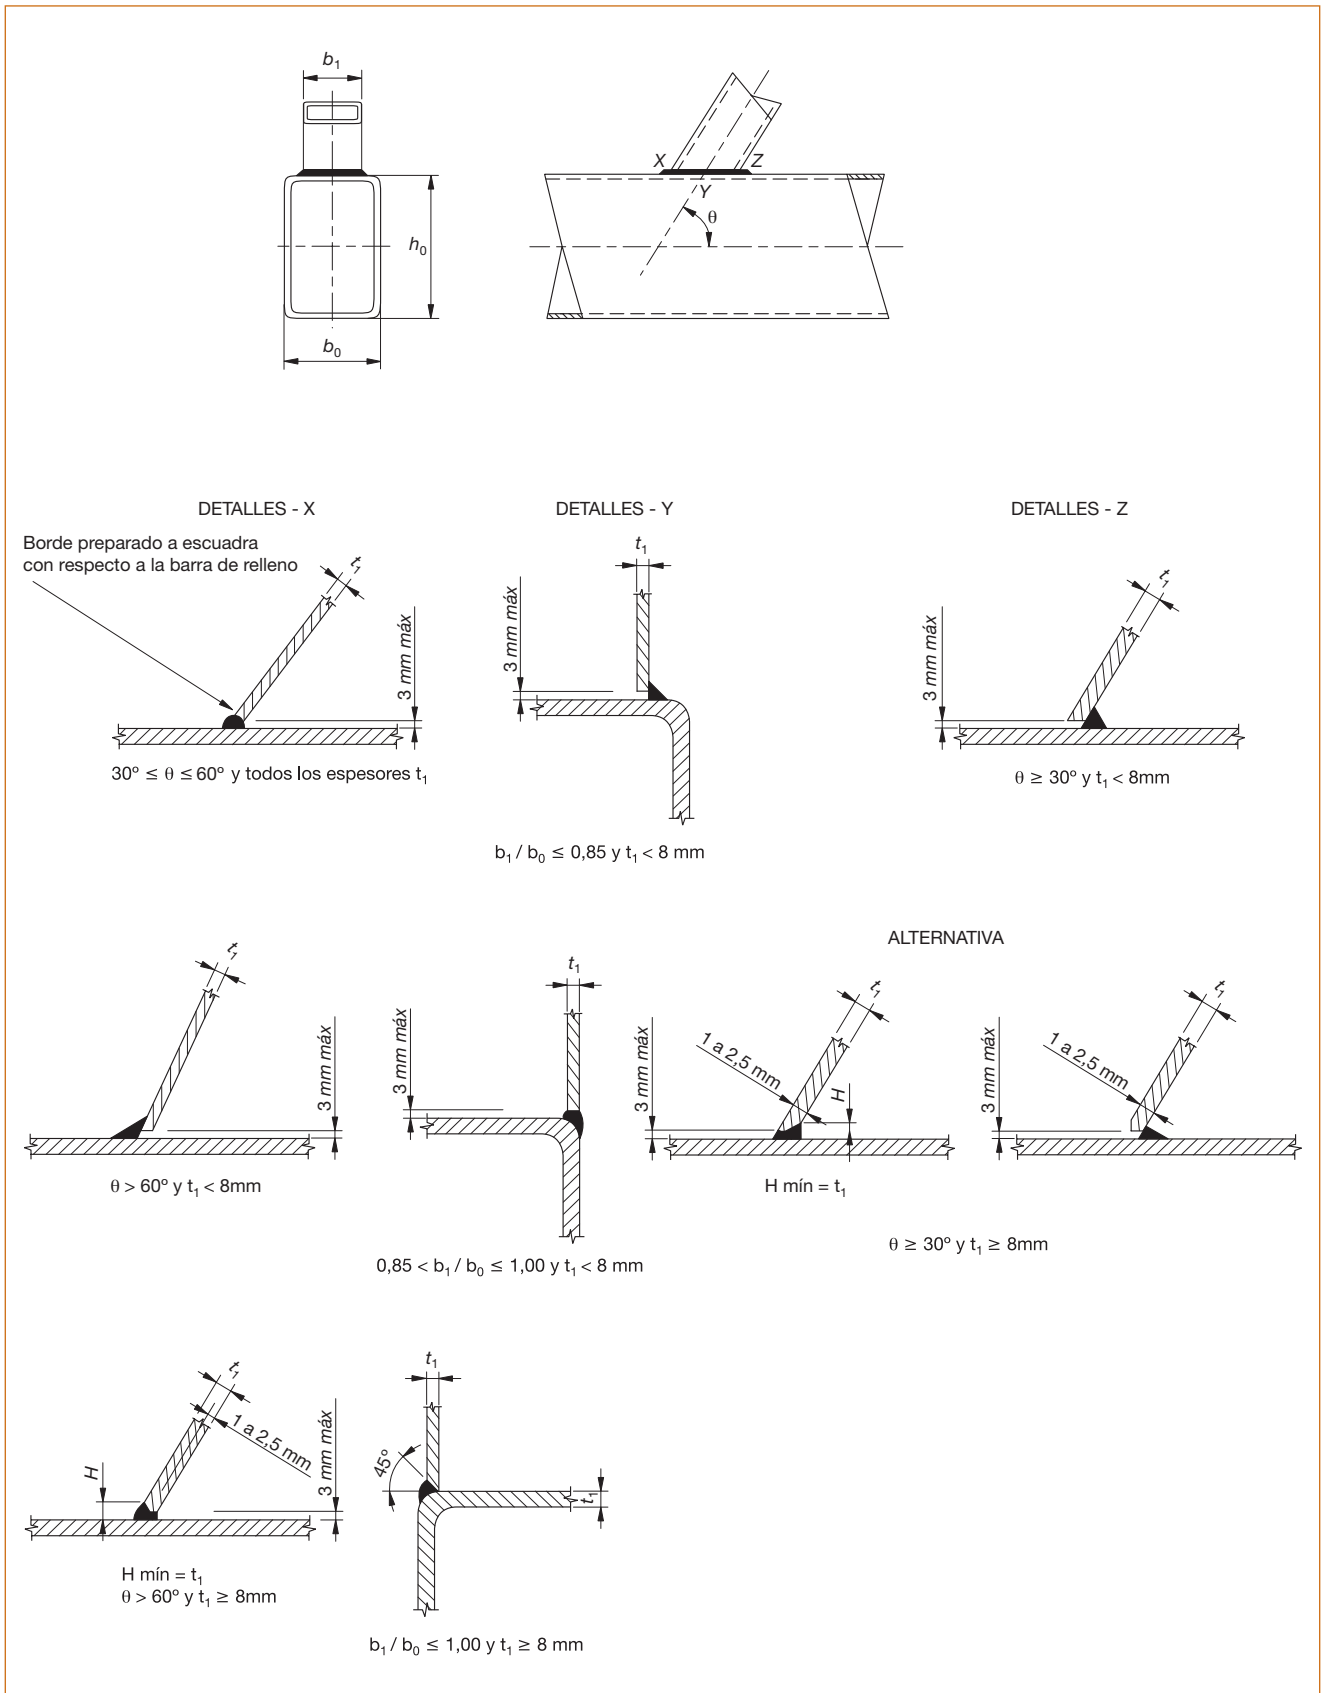 b1
h0
b0
X
Z
Y
θ
DETALLES - X
DETALLES - Y
DETALLES - Z
Borde preparado a escuadra
con respecto a la barra de relleno
t1
3 mm máx
30º ≤ θ ≤ 60º y todos los espesores t1
t1
3 mm máx
b1 / b0 ≤ 0,85 y t1 < 8 mm
t1
3 mm máx
θ ≥ 30º y t1 < 8mm
t1
3 mm máx
θ > 60º y t1 < 8mm
t1
3 mm máx
0,85 < b1 / b0 ≤ 1,00 y t1 < 8 mm
ALTERNATIVA
t1
1 a 2,5 mm
3 mm máx
H
H mín = t1
t1
1 a 2,5 mm
3 mm máx
θ ≥ 30º y t1 ≥ 8mm
t1
1 a 2,5 mm
3 mm máx
H
H mín = t1
θ > 60º y t1 ≥ 8mm
t1
45º
t1
b1 / b0 ≤ 1,00 y t1 ≥ 8 mm